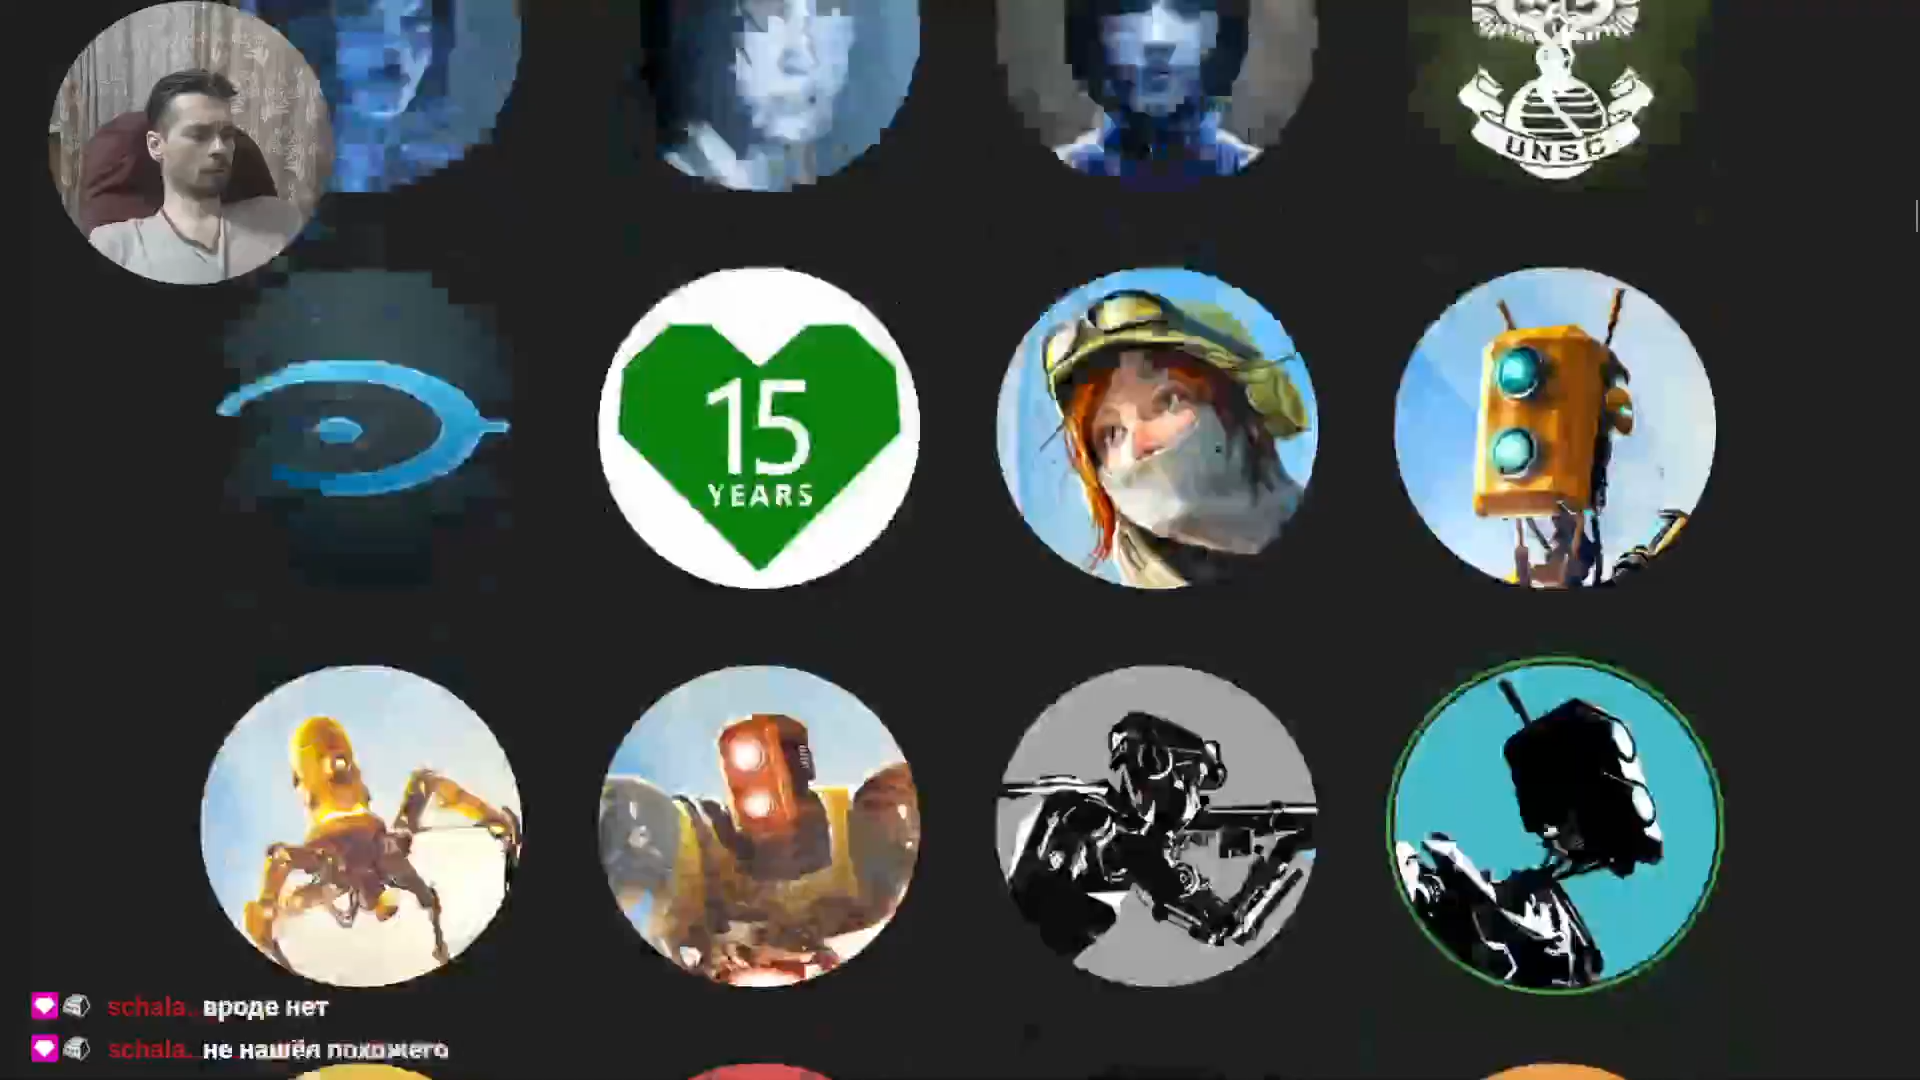 UNSC
15
YEARS
schala.. вроде нет
schala.. не нашёл похожего